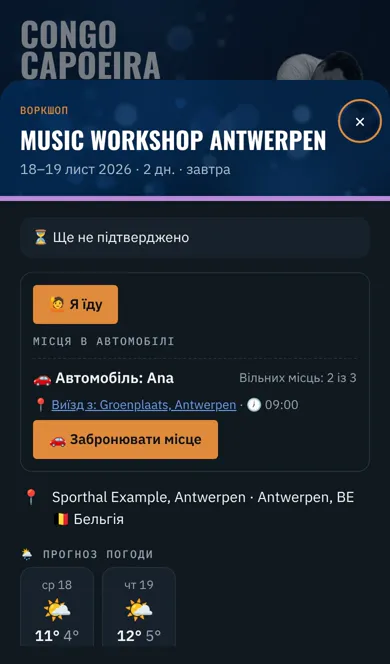 CONGO
CAPOEIRA
ВОРКШОП
MUSIC WORKSHOP ANTWERPEN
18–19 лист 2026 · 2 дн. · завтра
⏳ Ще не підтверджено
🙋 Я їду
МІСЦЯ В АВТОМОБІЛІ
🚗 Автомобіль: Ana
Вільних місць: 2 із 3
📍 Виїзд з: Groenplaats, Antwerpen · 🕖 09:00
🚗 Забронювати місце
📍 Sporthal Example, Antwerpen · Antwerpen, BE
🇧🇪 Бельгія
🌦 ПРОГНОЗ ПОГОДИ
ср 18
чт 19
11° 4°
12° 5°